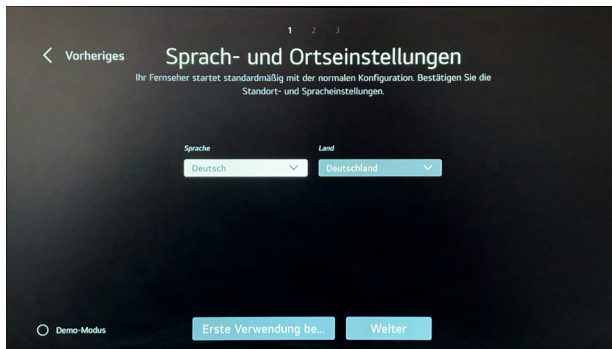 1 2 3
Vorheriges
Sprach- und Ortseinstellungen
Ihr Fernseher startet standardmäßig mit der normalen Konfiguration. Bestätigen Sie die
Standort- und Spracheinstellungen.
Sprache Land
Deutsch Deutschland
Demo-Modus Erste Verwendung be... Weiter